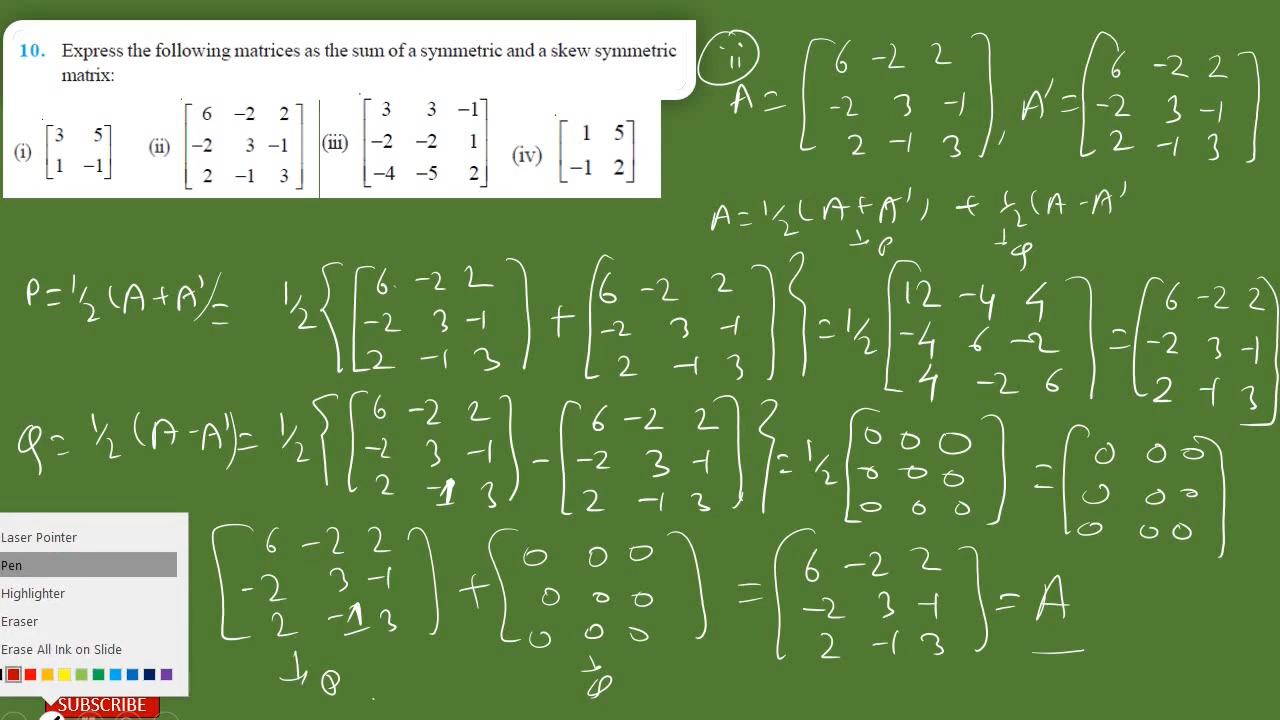 10. Express the following matrices as the sum of a symmetric and a skew symmetric
matrix:
(i) [3 5
1 −1]
(ii) [6 −2 2
−2 3 −1
2 −1 3]
(iii) [3 3 −1
−2 −2 1
−4 −5 2]
(iv) [1 5
−1 2]
ii
A = [6 -2 2
-2 3 -1
2 -1 3], A' = [6 -2 2
-2 3 -1
2 -1 3]
A = 1/2 (A + A') + 1/2 (A - A'
↓ P ↓ Q
P = 1/2 (A + A') = 1/2 {[6 -2 2
-2 3 -1
2 -1 3] + [6 -2 2
-2 3 -1
2 -1 3]} = 1/2 [12 -4 4
-4 6 -2
4 -2 6] = [6 -2 2
-2 3 -1
2 -1 3]
Q = 1/2 (A - A') = 1/2 {[6 -2 2
-2 3 -1
2 -1 3] - [6 -2 2
-2 3 -1
2 -1 3]} = 1/2 [0 0 0
0 0 0
0 0 0] = [0 0 0
0 0 0
0 0 0]
[6 -2 2
-2 3 -1
2 -1 3] + [0 0 0
0 0 0
0 0 0] = [6 -2 2
-2 3 -1
2 -1 3] = A
↓ P ↓ Q
Laser Pointer
Pen
Highlighter
Eraser
Erase All Ink on Slide
SUBSCRIBE